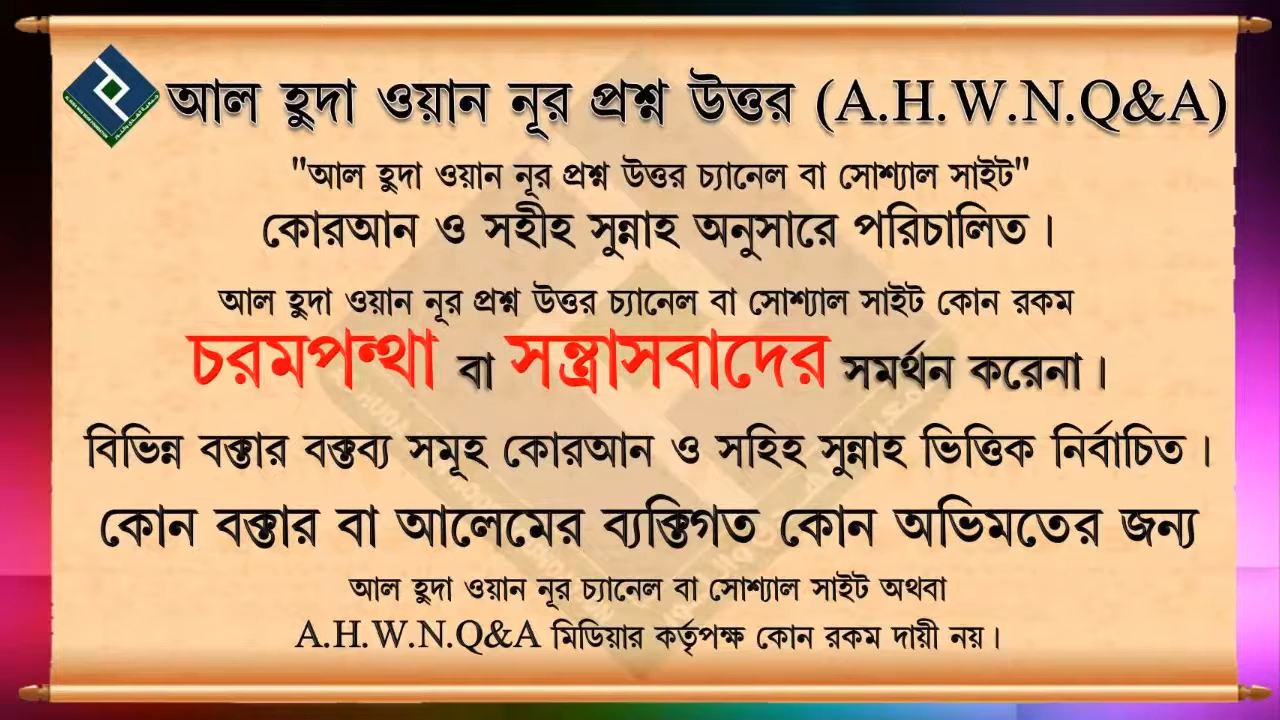 আল হুদা ওয়ান নূর প্রশ্ন উত্তর (A.H.W.N.Q&A)
"আল হুদা ওয়ান নূর প্রশ্ন উত্তর চ্যানেল বা সোশ্যাল সাইট"
কোরআন ও সহীহ সুন্নাহ অনুসারে পরিচালিত।
আল হুদা ওয়ান নূর প্রশ্ন উত্তর চ্যানেল বা সোশ্যাল সাইট কোন রকম
চরমপন্থা বা সন্ত্রাসবাদের সমর্থন করেনা।
বিভিন্ন বক্তার বক্তব্য সমূহ কোরআন ও সহিহ সুন্নাহ ভিত্তিক নির্বাচিত।
কোন বক্তার বা আলেমের ব্যক্তিগত কোন অভিমতের জন্য
আল হুদা ওয়ান নূর চ্যানেল বা সোশ্যাল সাইট অথবা
A.H.W.N.Q&A মিডিয়ার কর্তৃপক্ষ কোন রকম দায়ী নয়।